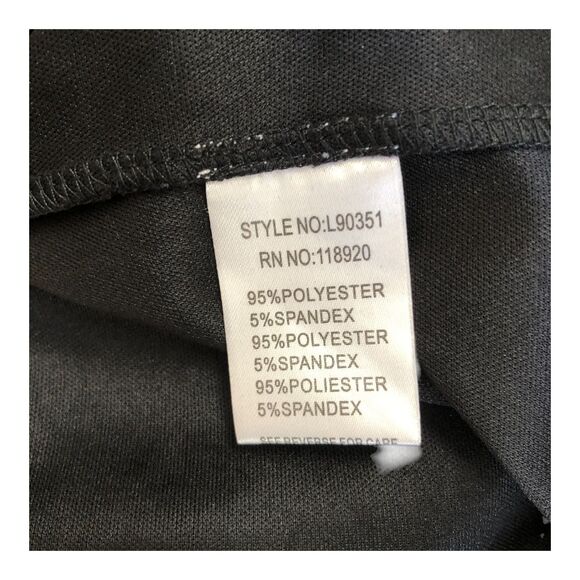 STYLE NO:L90351
RN NO:118920
95%POLYESTER
5%SPANDEX
95%POLYESTER
5%SPANDEX
95%POLIESTER
5%SPANDEX
SEE REVERSE FOR CARE